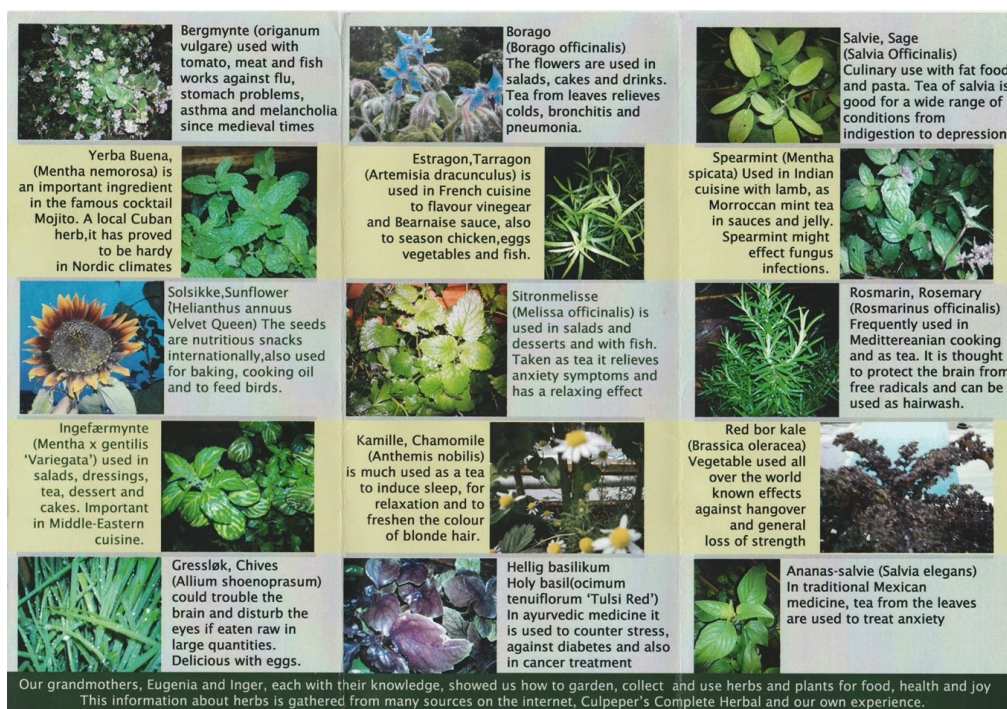 Bergmynte (origanum
vulgare) used with
tomato, meat and fish
works against flu,
stomach problems,
asthma and melancholia
since medieval times
Borago
(Borago officinalis)
The flowers are used in
salads, cakes and drinks.
Tea from leaves relieves
colds, bronchitis and
pneumonia.
Salvie, Sage
(Salvia Officinalis)
Culinary use with fat food
and pasta. Tea of salvia is
good for a wide range of
conditions from
indigestion to depression
Yerba Buena,
(Mentha nemorosa) is
an important ingredient
in the famous cocktail
Mojito. A local Cuban
herb,it has proved
to be hardy
in Nordic climates
Estragon,Tarragon
(Artemisia dracunculus) is
used in French cuisine
to flavour vinegear
and Bearnaise sauce, also
to season chicken,eggs
vegetables and fish.
Spearmint (Mentha
spicata) Used in Indian
cuisine with lamb, as
Morroccan mint tea
in sauces and jelly.
Spearmint might
effect fungus
infections.
Solsikke,Sunflower
(Helianthus annuus
Velvet Queen) The seeds
are nutritious snacks
internationally,also used
for baking, cooking oil
and to feed birds.
Sitronmelisse
(Melissa officinalis) is
used in salads and
desserts and with fish.
Taken as tea it relieves
anxiety symptoms and
has a relaxing effect
Rosmarin, Rosemary
(Rosmarinus officinalis)
Frequently used in
Medittereanian cooking
and as tea. It is thought
to protect the brain from
free radicals and can be
used as hairwash.
Ingefærmynte
(Mentha x gentilis
‘Variegata’) used in
salads, dressings,
tea, dessert and
cakes. Important
in Middle-Eastern
cuisine.
Kamille, Chamomile
(Anthemis nobilis)
is much used as a tea
to induce sleep, for
relaxation and to
freshen the colour
of blonde hair.
Red bor kale
(Brassica oleracea)
Vegetable used all
over the world
known effects
against hangover
and general
loss of strength
Gressløk, Chives
(Allium shoenoprasum)
could trouble the
brain and disturb the
eyes if eaten raw in
large quantities.
Delicious with eggs.
Hellig basilikum
Holy basil(ocimum
tenuiflorum ‘Tulsi Red’)
In ayurvedic medicine it
is used to counter stress,
against diabetes and also
in cancer treatment
Ananas-salvie (Salvia elegans)
In traditional Mexican
medicine, tea from the leaves
are used to treat anxiety
Our grandmothers, Eugenia and Inger, each with their knowledge, showed us how to garden, collect and use herbs and plants for food, health and joy
This information about herbs is gathered from many sources on the internet, Culpeper's Complete Herbal and our own experience.